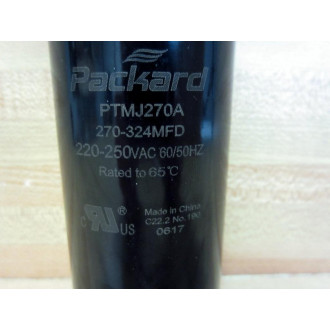 Packard
PTMJ270A
270-324MFD
220-250VAC 60/50HZ
Rated to 65°C
c RU ® US
Made in China
C22.2 No. 190
0617